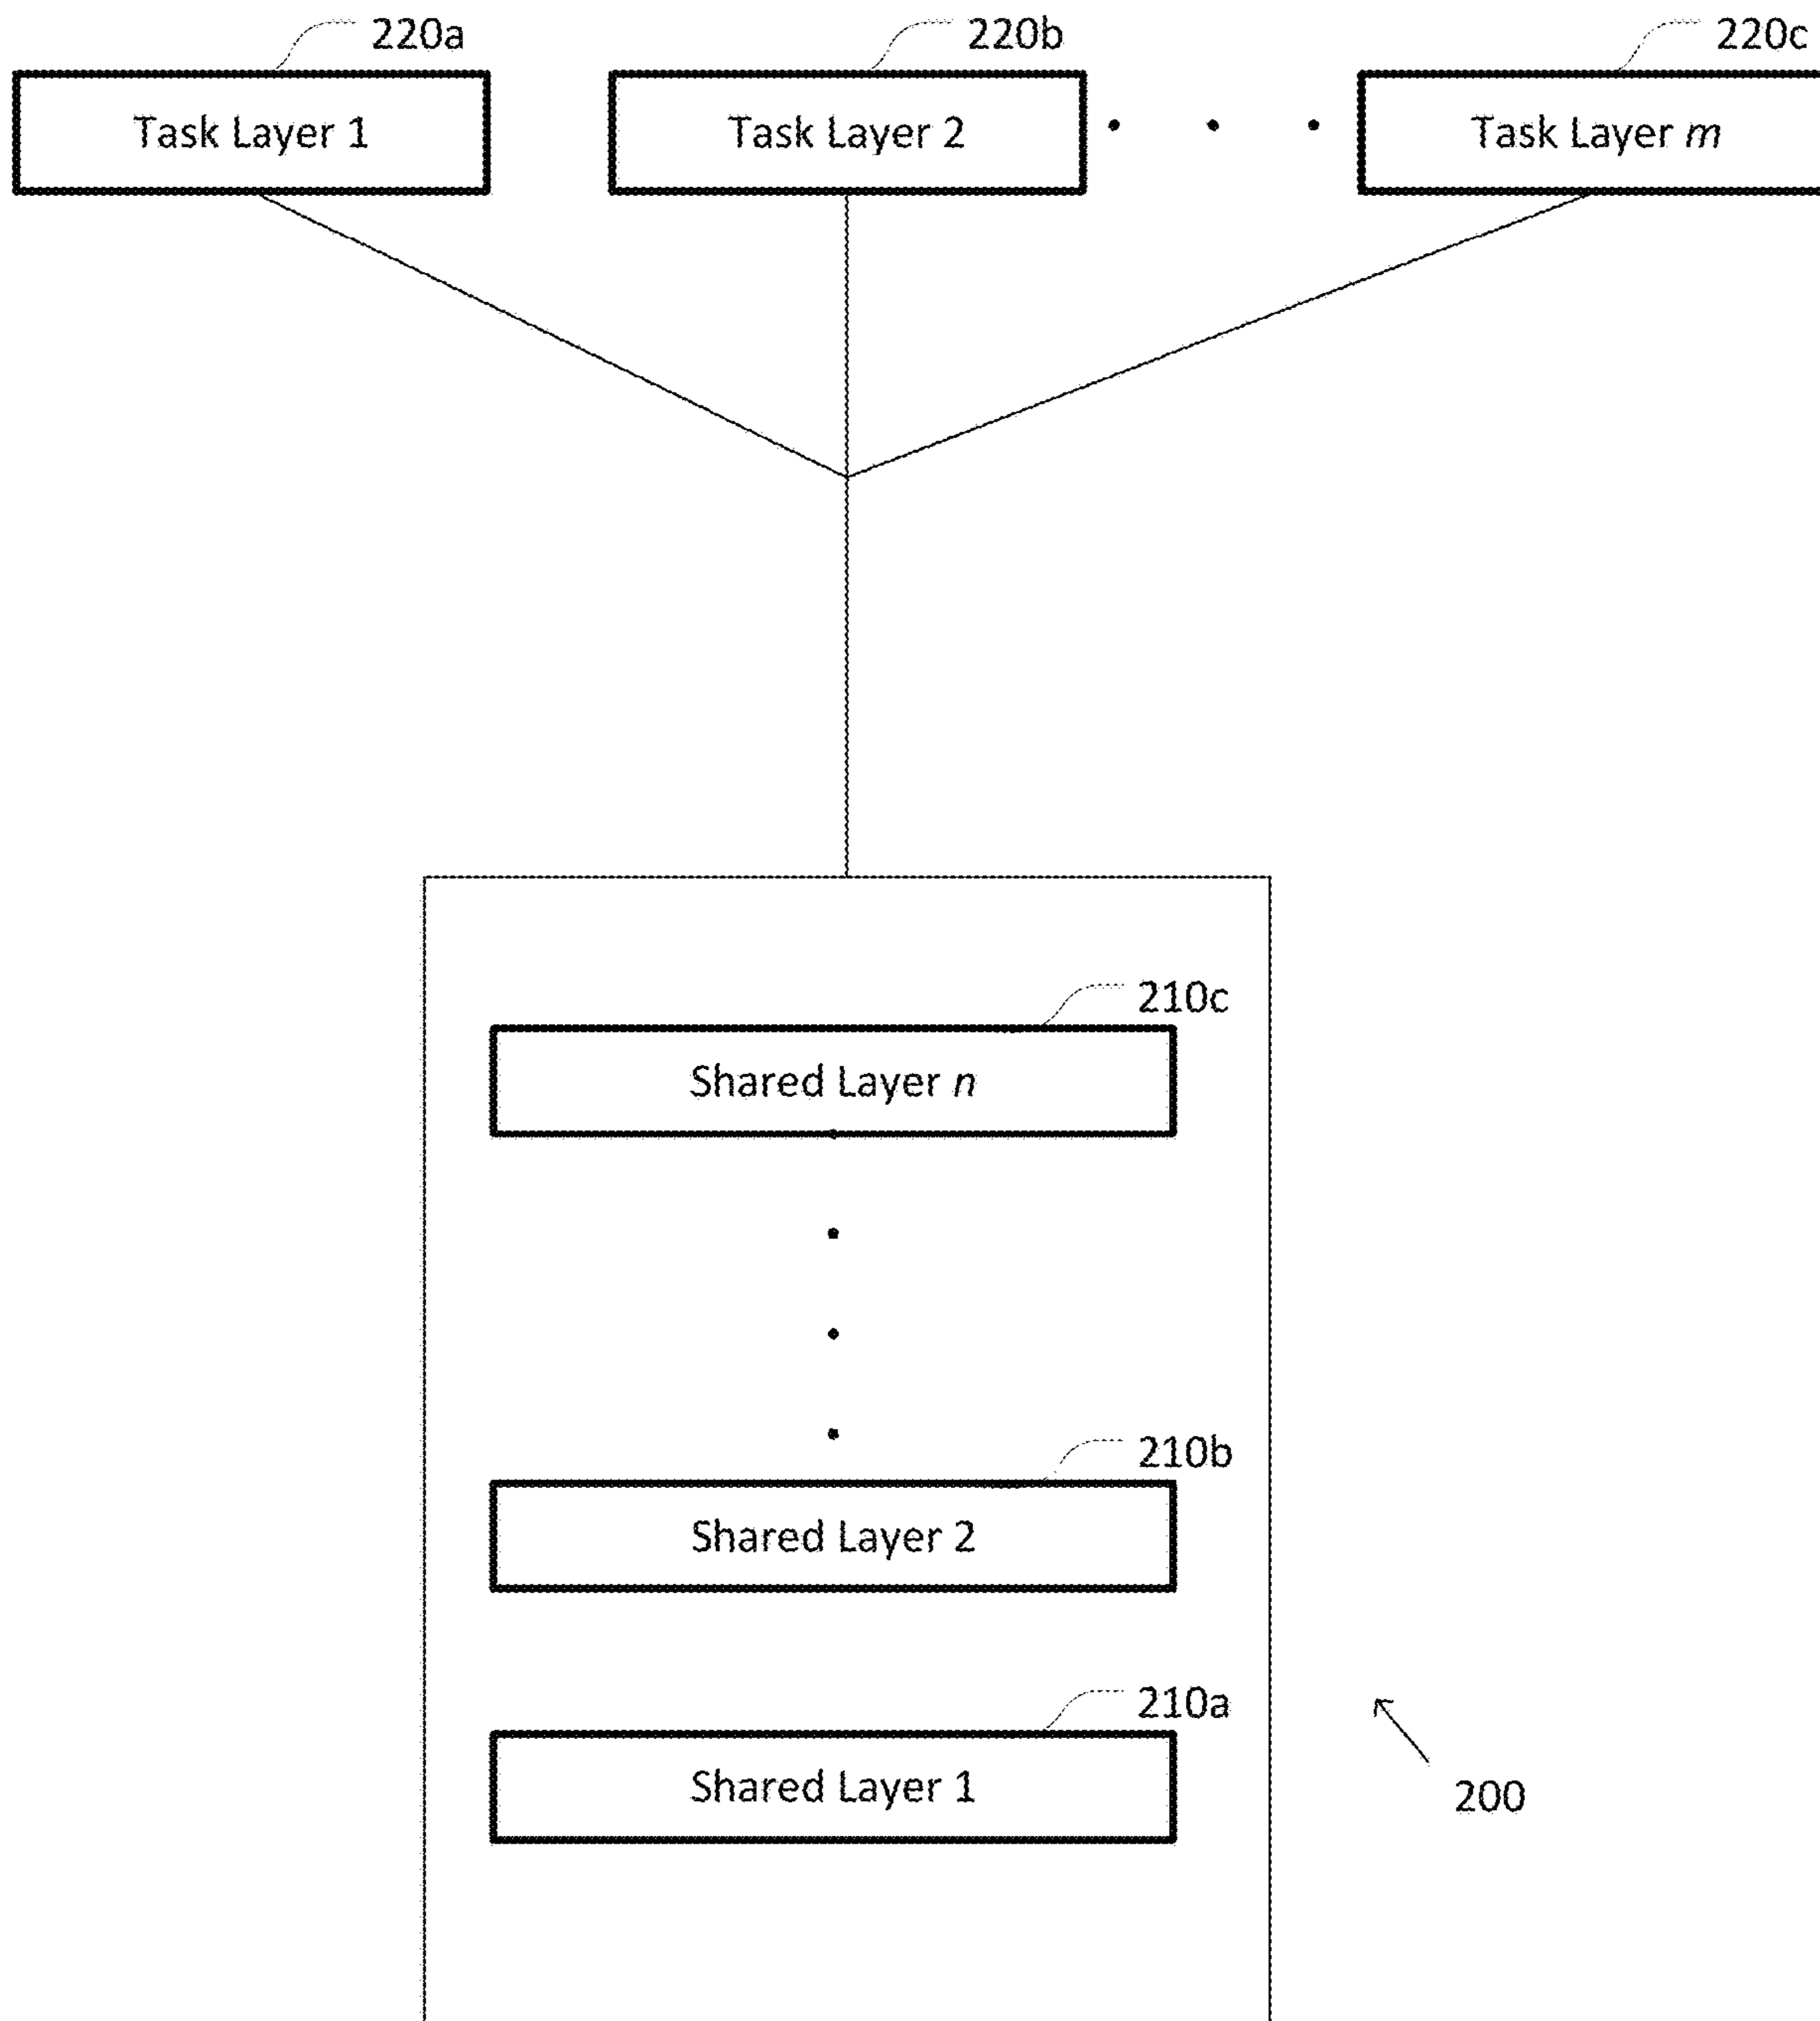 220a
220b
220c
Task Layer 1
Task Layer 2
Task Layer m
210c
Shared Layer n
210b
Shared Layer 2
210a
Shared Layer 1
200